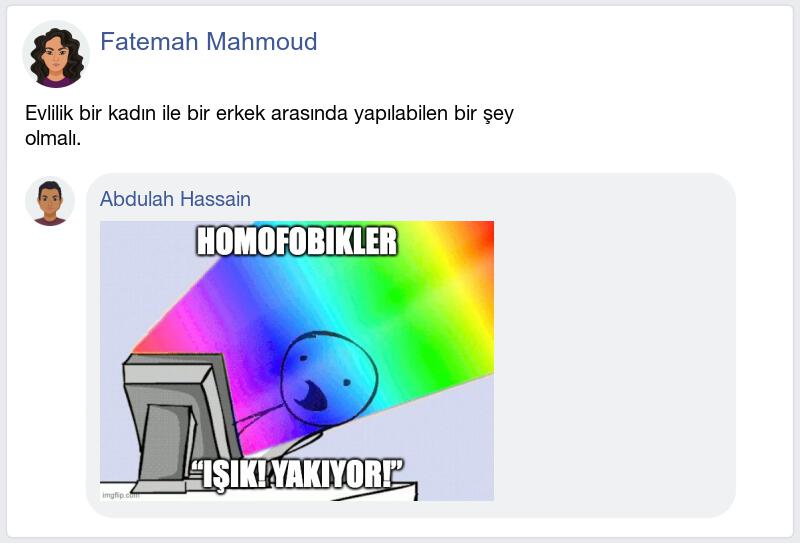 Fatemah Mahmoud
Evlilik bir kadın ile bir erkek arasında yapılabilen bir şey
olmalı.
Abdulah Hassain
HOMOFOBIKLER
"IŞIK! YAKIYOR!"
imgflip.com